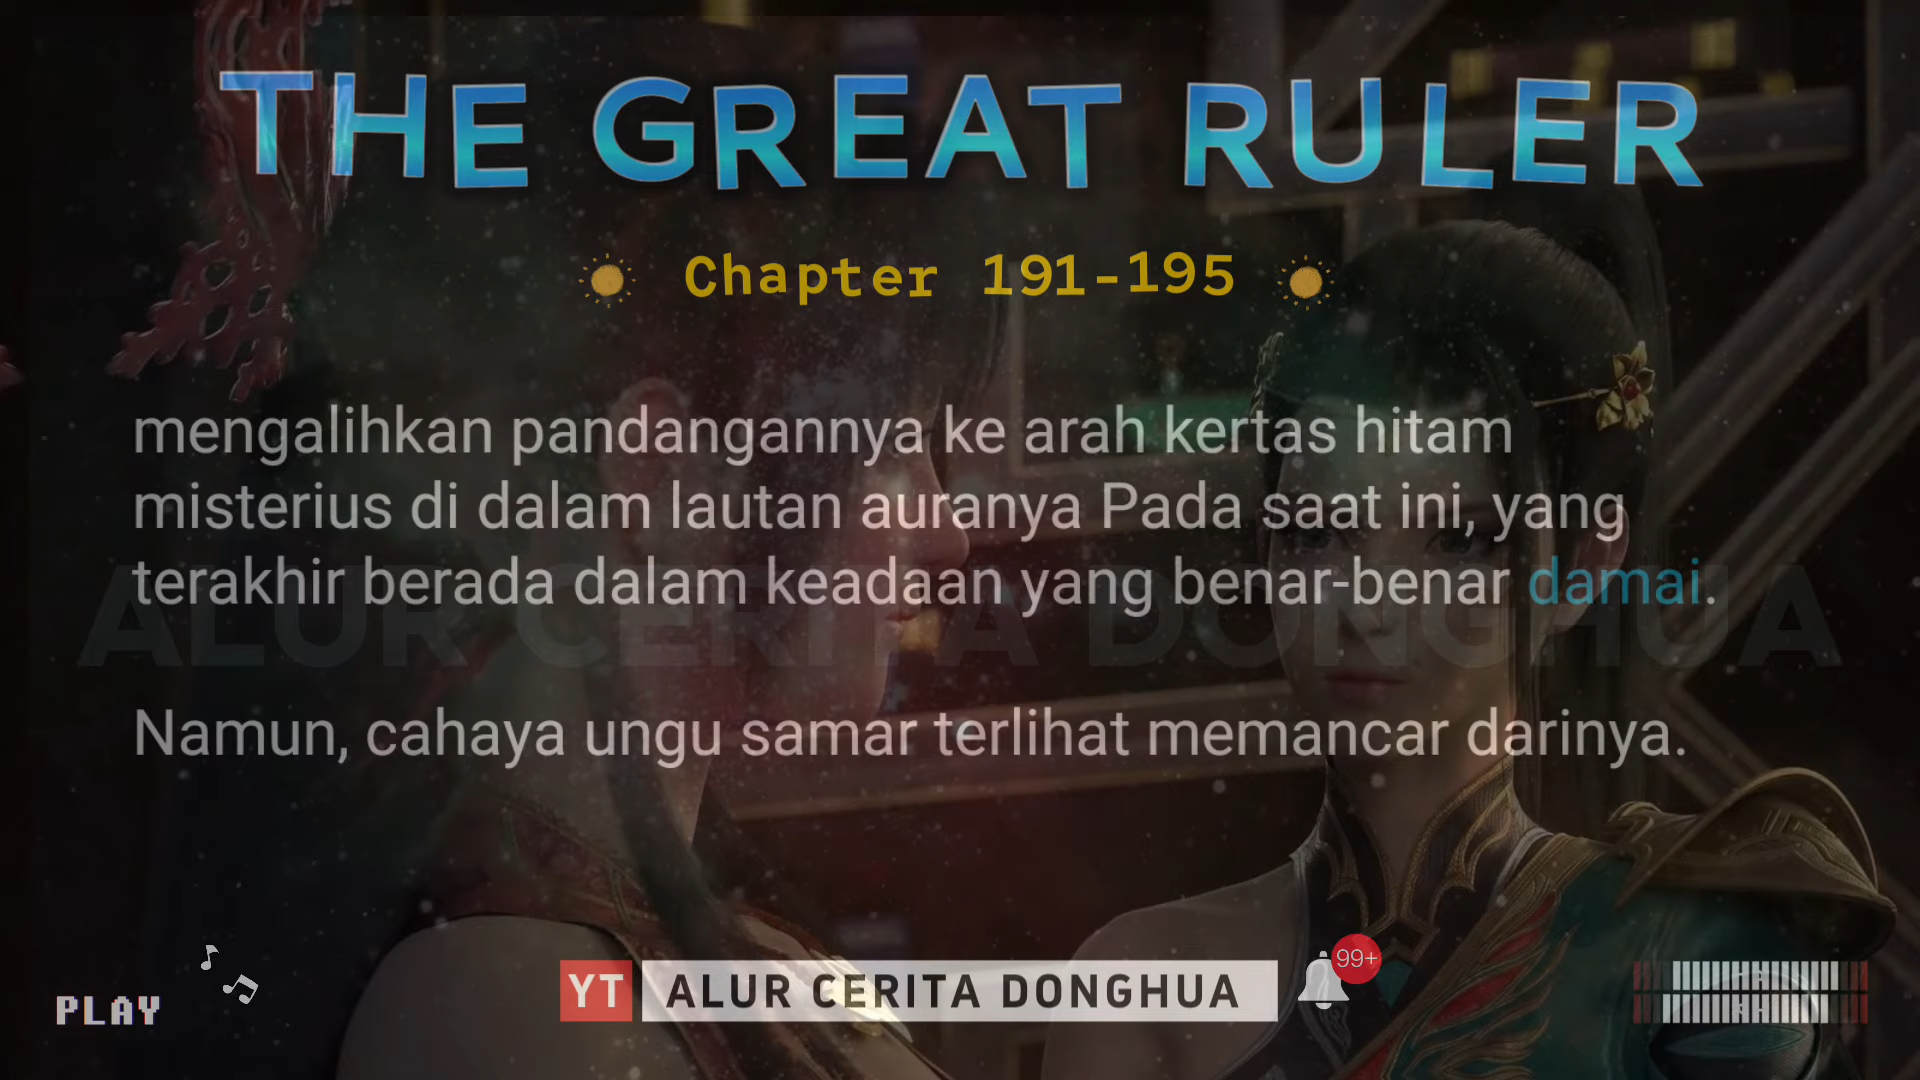 THE GREAT RULER
Chapter 191-195
mengalihkan pandangannya ke arah kertas hitam
misterius di dalam lautan auranya Pada saat ini, yang
terakhir berada dalam keadaan yang benar-benar damai.
ALUR CERITA DONGHUA
Namun, cahaya ungu samar terlihat memancar darinya.
PLAY
YT ALUR CERITA DONGHUA
99+